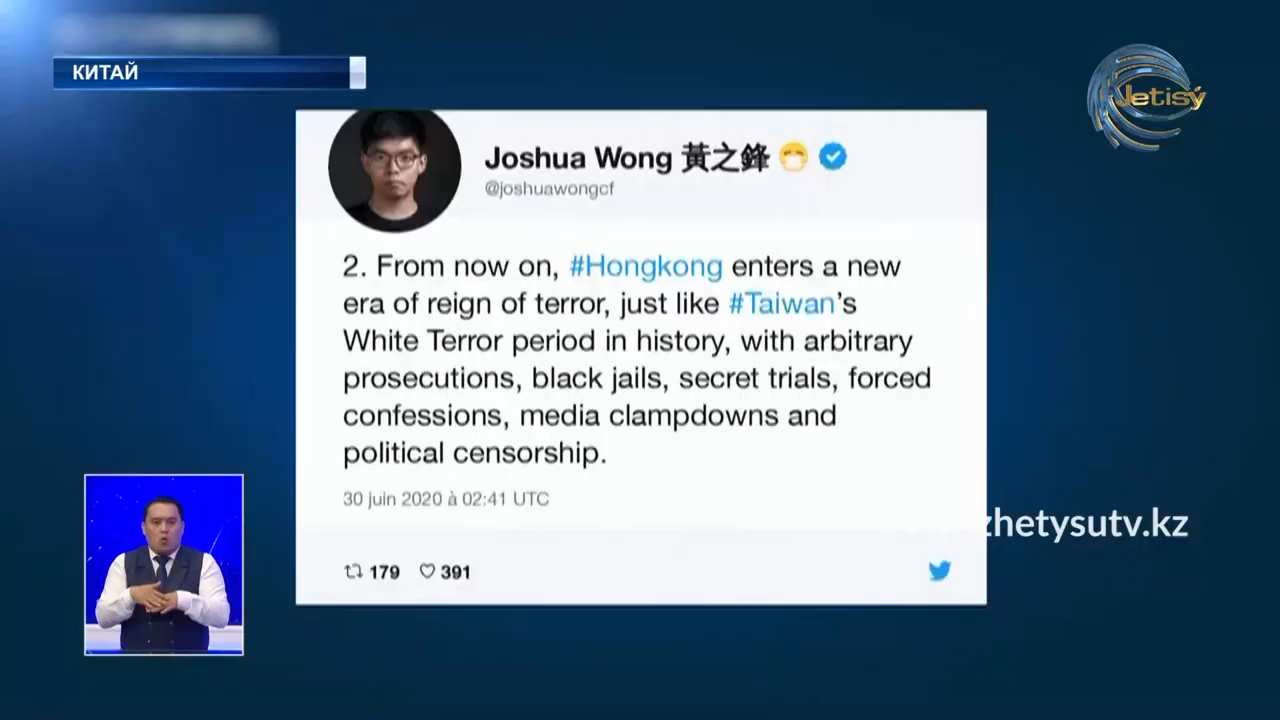 КИТАЙ
Jetisý
Joshua Wong 黃之鋒 😷
@joshuawongcf
2. From now on, #Hongkong enters a new
era of reign of terror, just like #Taiwan's
White Terror period in history, with arbitrary
prosecutions, black jails, secret trials, forced
confessions, media clampdowns and
political censorship.
30 juin 2020 à 02:41 UTC
zhetysutv.kz
179 391